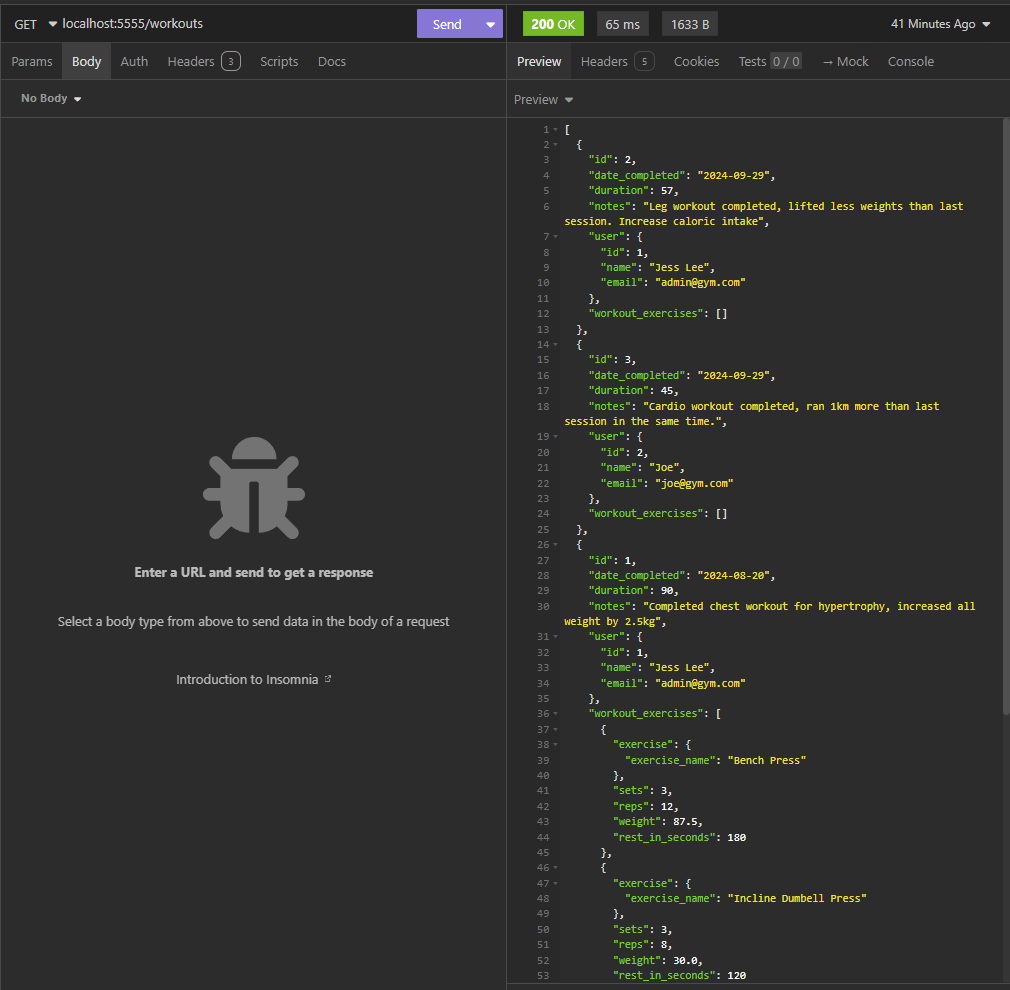 GET localhost:5555/workouts Send
200 OK 65 ms 1633 B 41 Minutes Ago
Params Body Auth Headers 3 Scripts Docs
Preview Headers 5 Cookies Tests 0 / 0 → Mock Console
No Body
Preview
Enter a URL and send to get a response
Select a body type from above to send data in the body of a request
Introduction to Insomnia
1 [
2 {
3 "id": 2,
4 "date_completed": "2024-09-29",
5 "duration": 57,
6 "notes": "Leg workout completed, lifted less weights than last
session. Increase caloric intake",
7 "user": {
8 "id": 1,
9 "name": "Jess Lee",
10 "email": "admin@gym.com"
11 },
12 "workout_exercises": []
13 },
14 {
15 "id": 3,
16 "date_completed": "2024-09-29",
17 "duration": 45,
18 "notes": "Cardio workout completed, ran 1km more than last
session in the same time.",
19 "user": {
20 "id": 2,
21 "name": "Joe",
22 "email": "joe@gym.com"
23 },
24 "workout_exercises": []
25 },
26 {
27 "id": 1,
28 "date_completed": "2024-08-20",
29 "duration": 90,
30 "notes": "Completed chest workout for hypertrophy, increased all
weight by 2.5kg",
31 "user": {
32 "id": 1,
33 "name": "Jess Lee",
34 "email": "admin@gym.com"
35 },
36 "workout_exercises": [
37 {
38 "exercise": {
39 "exercise_name": "Bench Press"
40 },
41 "sets": 3,
42 "reps": 12,
43 "weight": 87.5,
44 "rest_in_seconds": 180
45 },
46 {
47 "exercise": {
48 "exercise_name": "Incline Dumbell Press"
49 },
50 "sets": 3,
51 "reps": 8,
52 "weight": 30.0,
53 "rest_in_seconds": 120